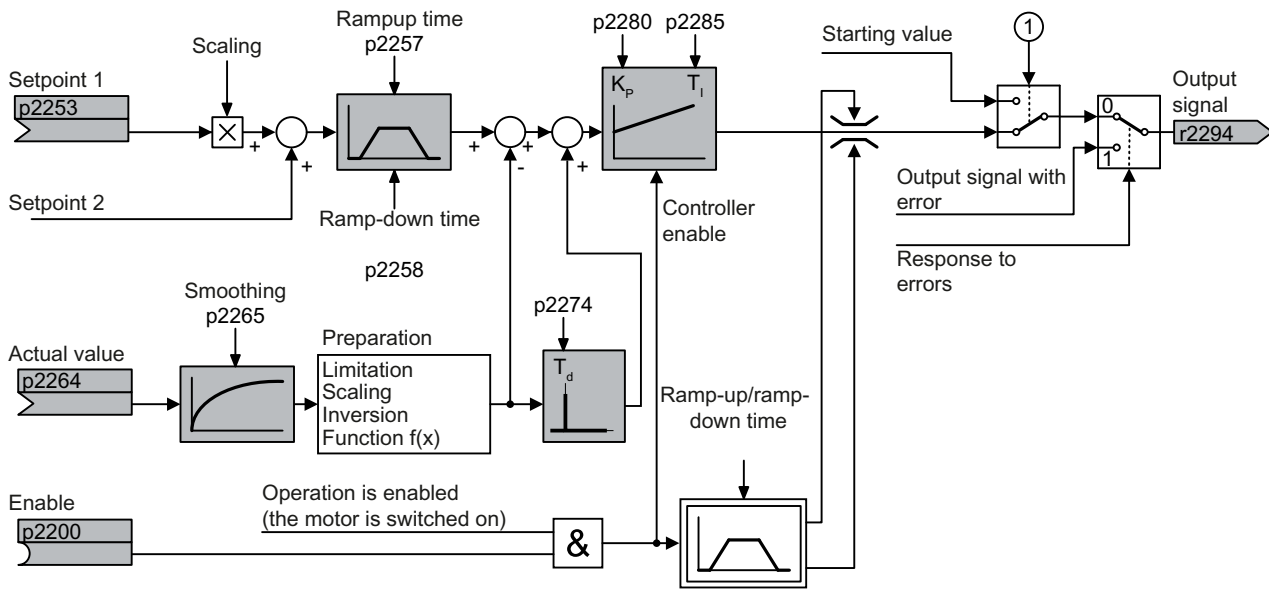 Rampup time
p2257
Scaling
Setpoint 1
p2253
×
+
+
Setpoint 2
Ramp-down time
p2258
+
-
+
+
p2280
p2285
KP
TI
Controller
enable
Starting value
1
Output
signal
r2294
0
1
Output signal with
error
Response to
errors
Smoothing
p2265
Actual value
p2264
Preparation
Limitation
Scaling
Inversion
Function f(x)
p2274
Td
Ramp-up/ramp-
down time
Enable
p2200
Operation is enabled
(the motor is switched on)
&